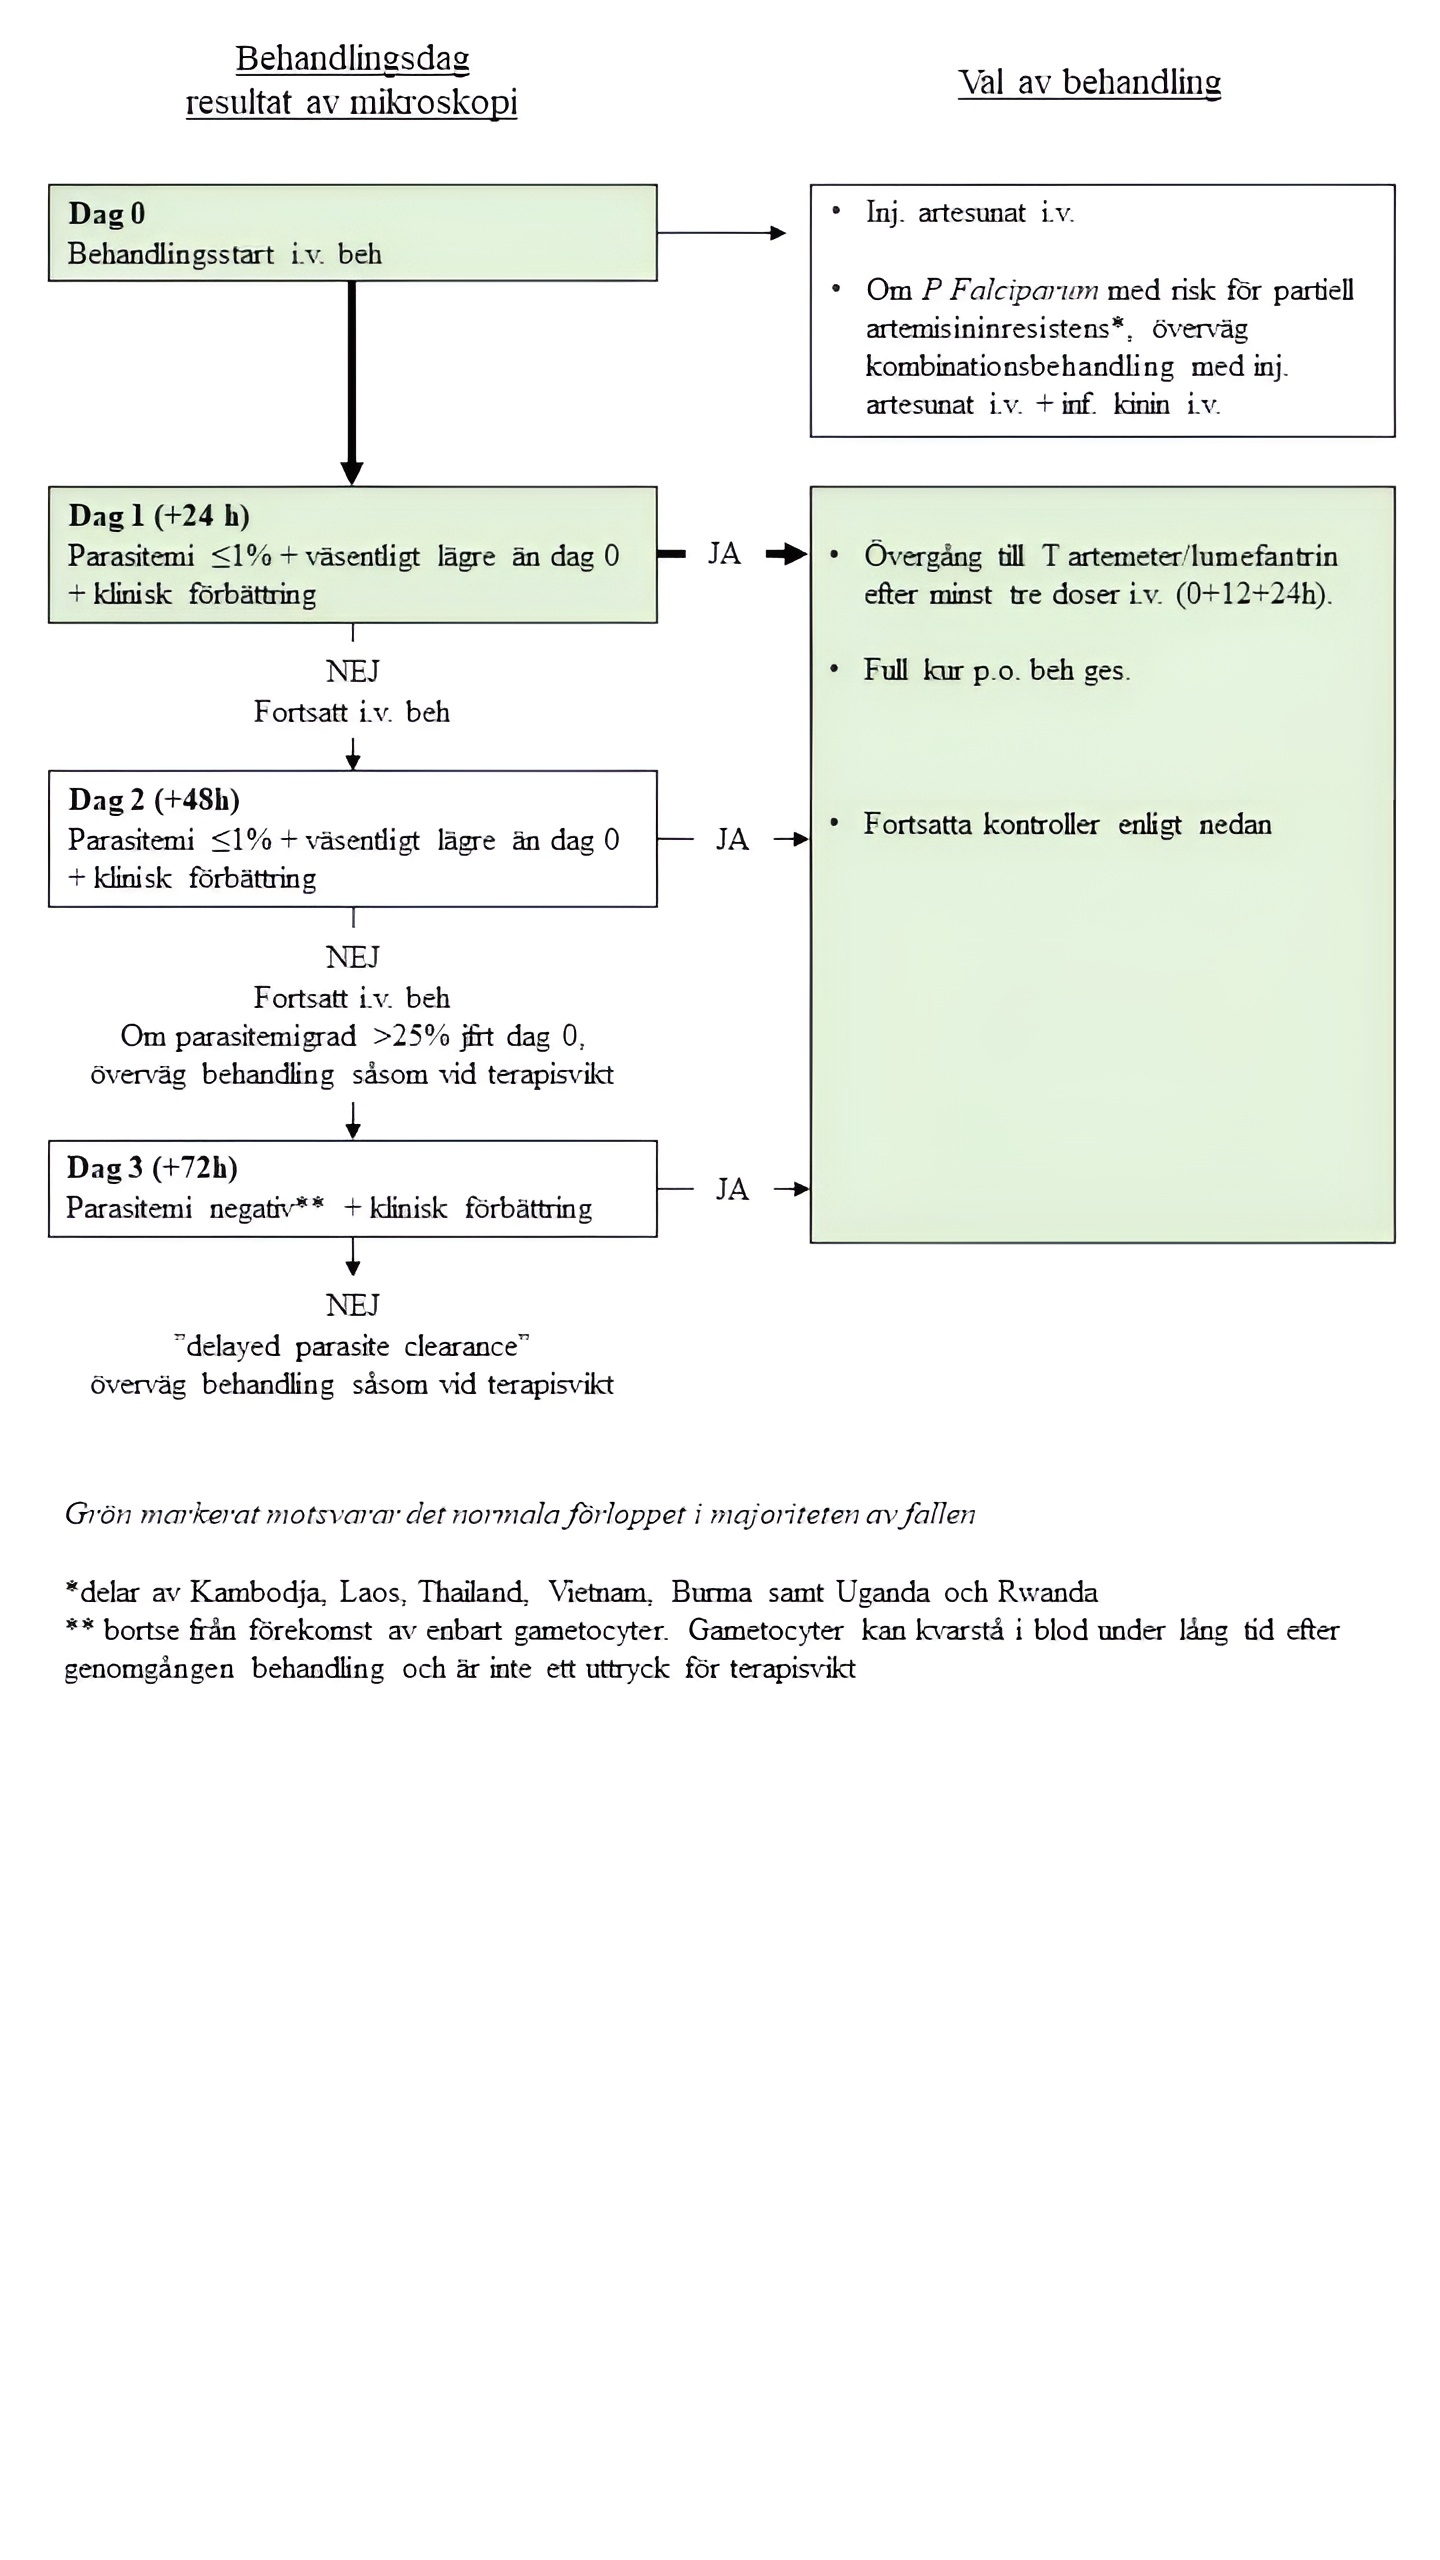 Behandlingsdag
resultat av mikroskopi
Val av behandling
Dag 0
Behandlingsstart i.v. beh
• Inj. artesunat i.v.
• Om P Falciparum med risk för partiell
artemisininresistens*, överväg
kombinationsbehandling med inj.
artesunat i.v. + inf. kinin i.v.
Dag 1 (+24 h)
Parasitemi ≤1% + väsentligt lägre än dag 0
+ klinisk förbättring
JA
• Övergång till T artemeter/lumefantrin
efter minst tre doser i.v. (0+12+24h).
• Full kur p.o. beh ges.
• Fortsatta kontroller enligt nedan
NEJ
Fortsatt i.v. beh
Dag 2 (+48h)
Parasitemi ≤1% + väsentligt lägre än dag 0
+ klinisk förbättring
JA
NEJ
Fortsatt i.v. beh
Om parasitemigrad >25% jfrt dag 0,
överväg behandling såsom vid terapisvikt
Dag 3 (+72h)
Parasitemi negativ** + klinisk förbättring
JA
NEJ
"delayed parasite clearance"
överväg behandling såsom vid terapisvikt
Grön markerat motsvarar det normala förloppet i majoriteten av fallen
*delar av Kambodja, Laos, Thailand, Vietnam, Burma samt Uganda och Rwanda
** bortse från förekomst av enbart gametocyter. Gametocyter kan kvarstå i blod under lång tid efter
genomgången behandling och är inte ett uttryck för terapisvikt